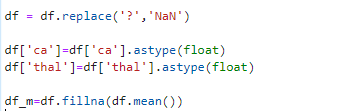 df = df.replace('?','NaN')
df['ca']=df['ca'].astype(float)
df['thal']=df['thal'].astype(float)
df_m=df.fillna(df.mean())